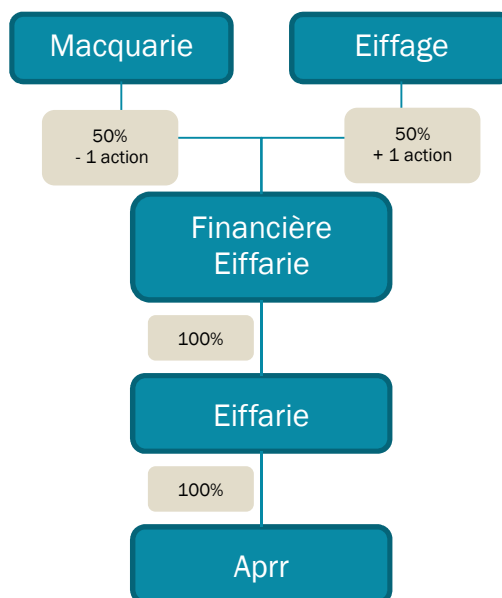 Macquarie
Eiffage
50%
- 1 action
50%
+ 1 action
Financière
Eiffarie
100%
Eiffarie
100%
Aprr